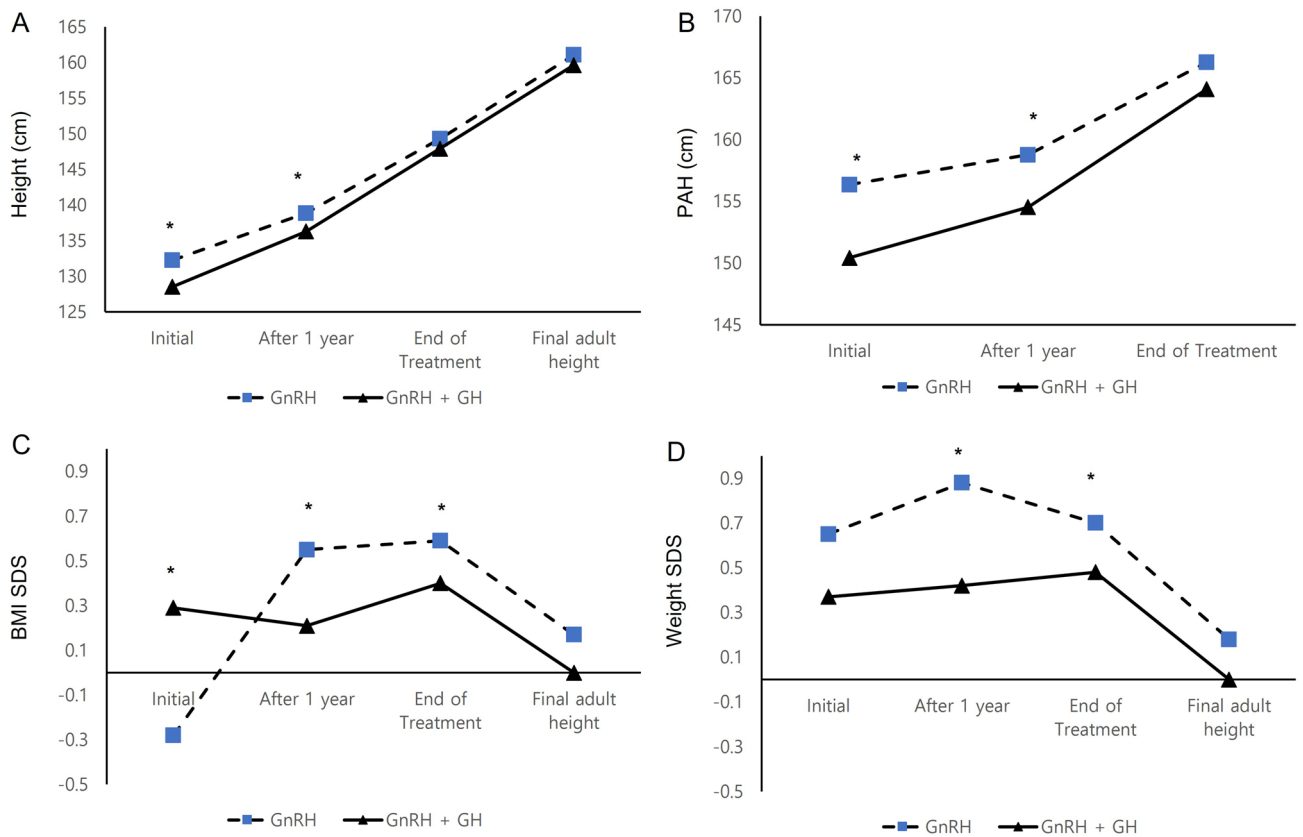 A
Height (cm)
165
160
155
150
145
140
135
130
125
*
*
Initial
After 1 year
End of
Treatment
Final adult
height
GnRH
GnRH + GH
B
PAH (cm)
170
165
160
155
150
145
*
*
Initial
After 1 year
End of Treatment
GnRH
GnRH + GH
C
BMI SDS
0.9
0.7
0.5
0.3
0.1
-0.1
-0.3
-0.5
*
*
*
Initial
After 1 year
End of
Treatment
Final adult
height
GnRH
GnRH + GH
D
Weight SDS
0.9
0.7
0.5
0.3
0.1
-0.1
-0.3
-0.5
*
*
Initial
After 1 year
End of
Treatment
Final adult
height
GnRH
GnRH + GH